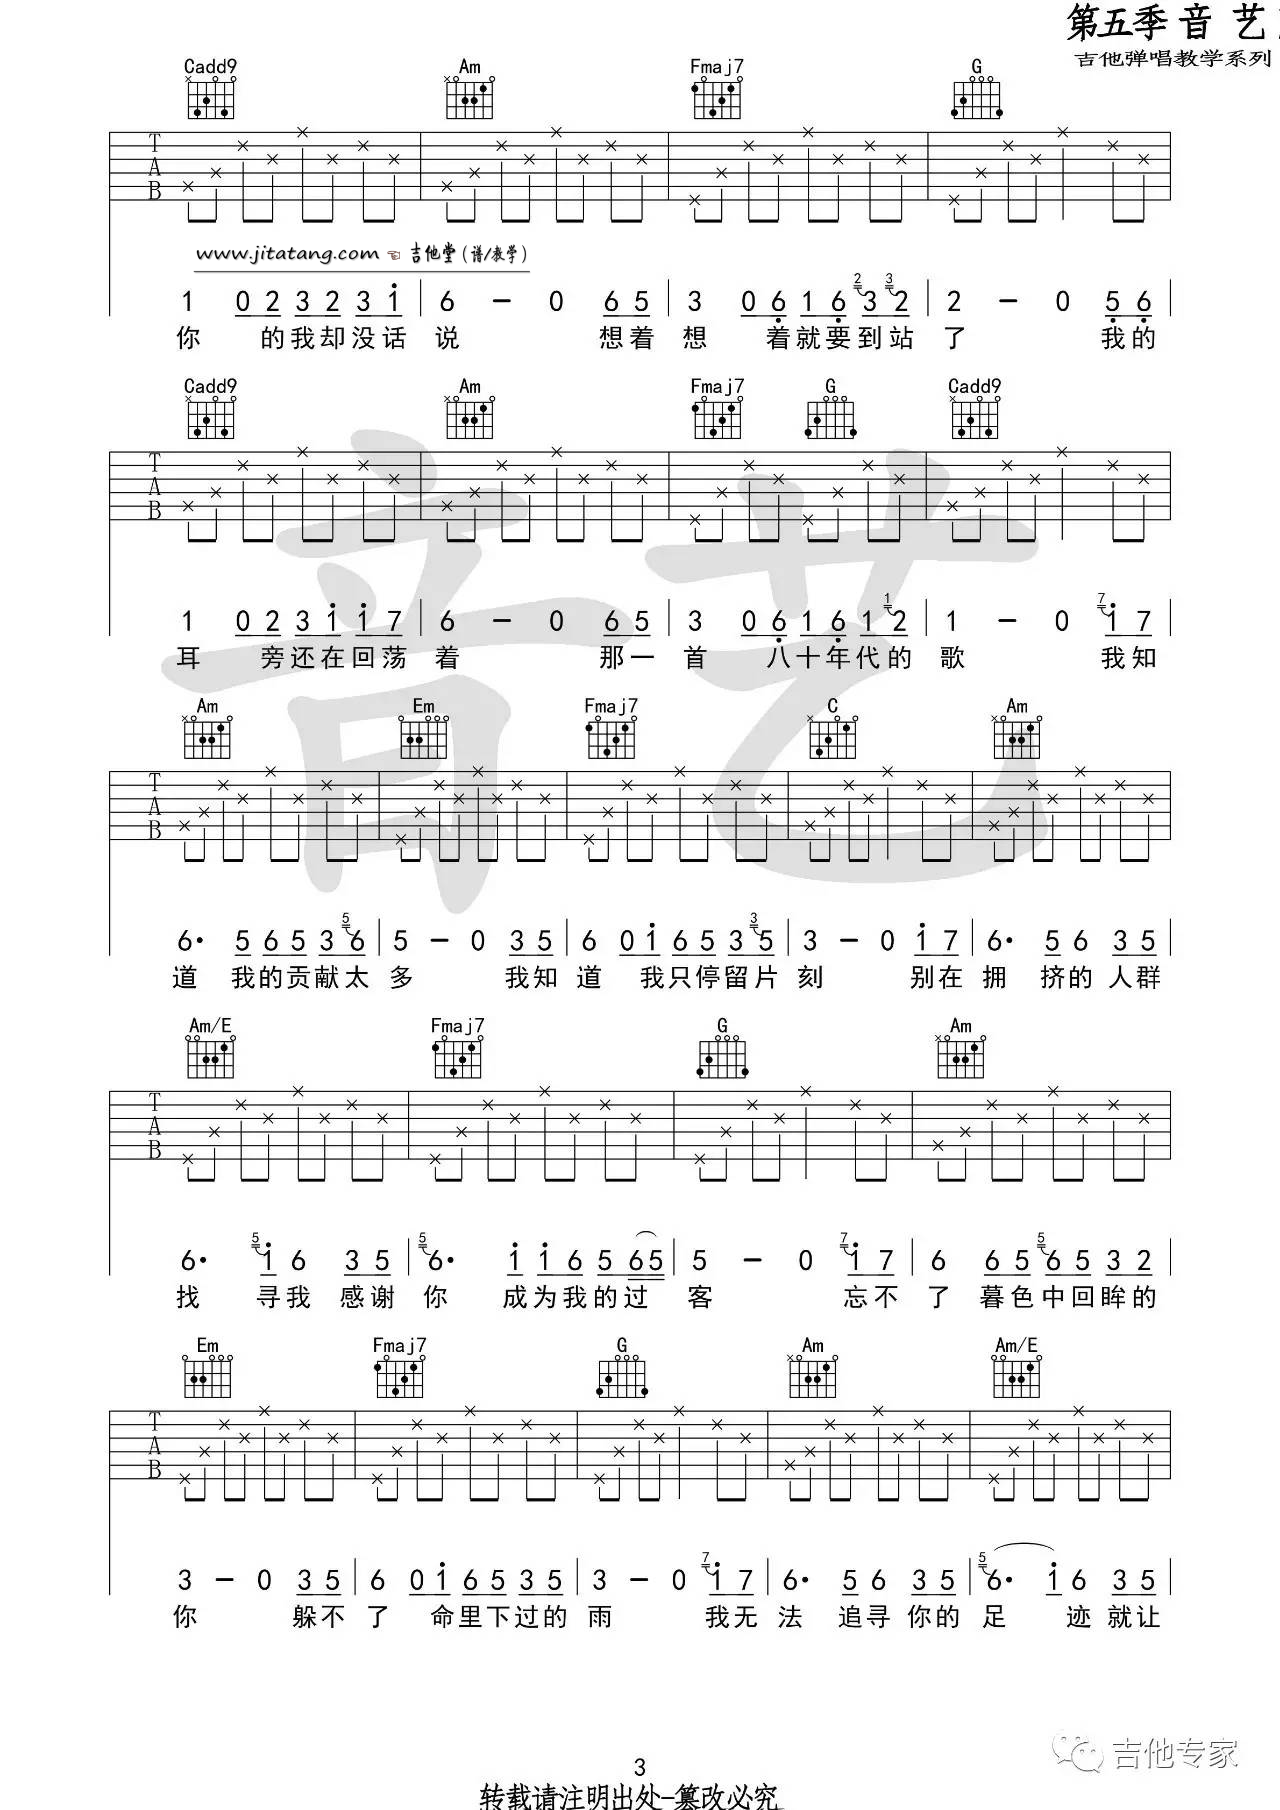 第五季音 艺
吉他弹唱教学系列
Cadd9 Am Fmaj7 G
T A B
www.jitatang.com ☜ 吉他堂(谱/教学)
1 0 2 3 2 3 i | 6 - 0 6 5 | 3 0 6 1 6 2 3 3 2 | 2 - 0 5 6
你 的我却没话 说 想着 想 着就要到站 了 我的
Cadd9 Am Fmaj7 G Cadd9
T A B
1 0 2 3 i i 7 | 6 - 0 6 5 | 3 0 6 1 6 1 1 2 | 1 - 0 7 i 7
耳 旁还在回荡 着 那一 首 八十年代的 歌 我知
Am Em Fmaj7 C Am
T A B
6· 5 6 5 3 5 6 | 5 - 0 3 5 | 6 0 i 6 5 3 3 5 | 3 - 0 i 7 | 6· 5 6 3 5
道 我的贡献太 多 我知 道 我只停留片 刻 别在 拥 挤的 人群
Am/E Fmaj7 G Am
T A B
6· 5 i 6 3 5 | 5 6· i i 6 5 6 5 | 5 - 0 7 i 7 | 6 6 5 5 6 5 3 2
找 寻我 感谢 你 成为我的过 客 忘不 了 暮色中回眸的
Em Fmaj7 G Am Am/E
T A B
3 - 0 3 5 | 6 0 i 6 5 3 5 | 3 - 0 7 i 7 | 6· 5 6 3 5 | 5 6· i 6 3 5
你 躲不 了 命里下过的 雨 我无 法 追寻 你的 足 迹 就让
吉他专家
3
转载请注明出处-篡改必究
音艺